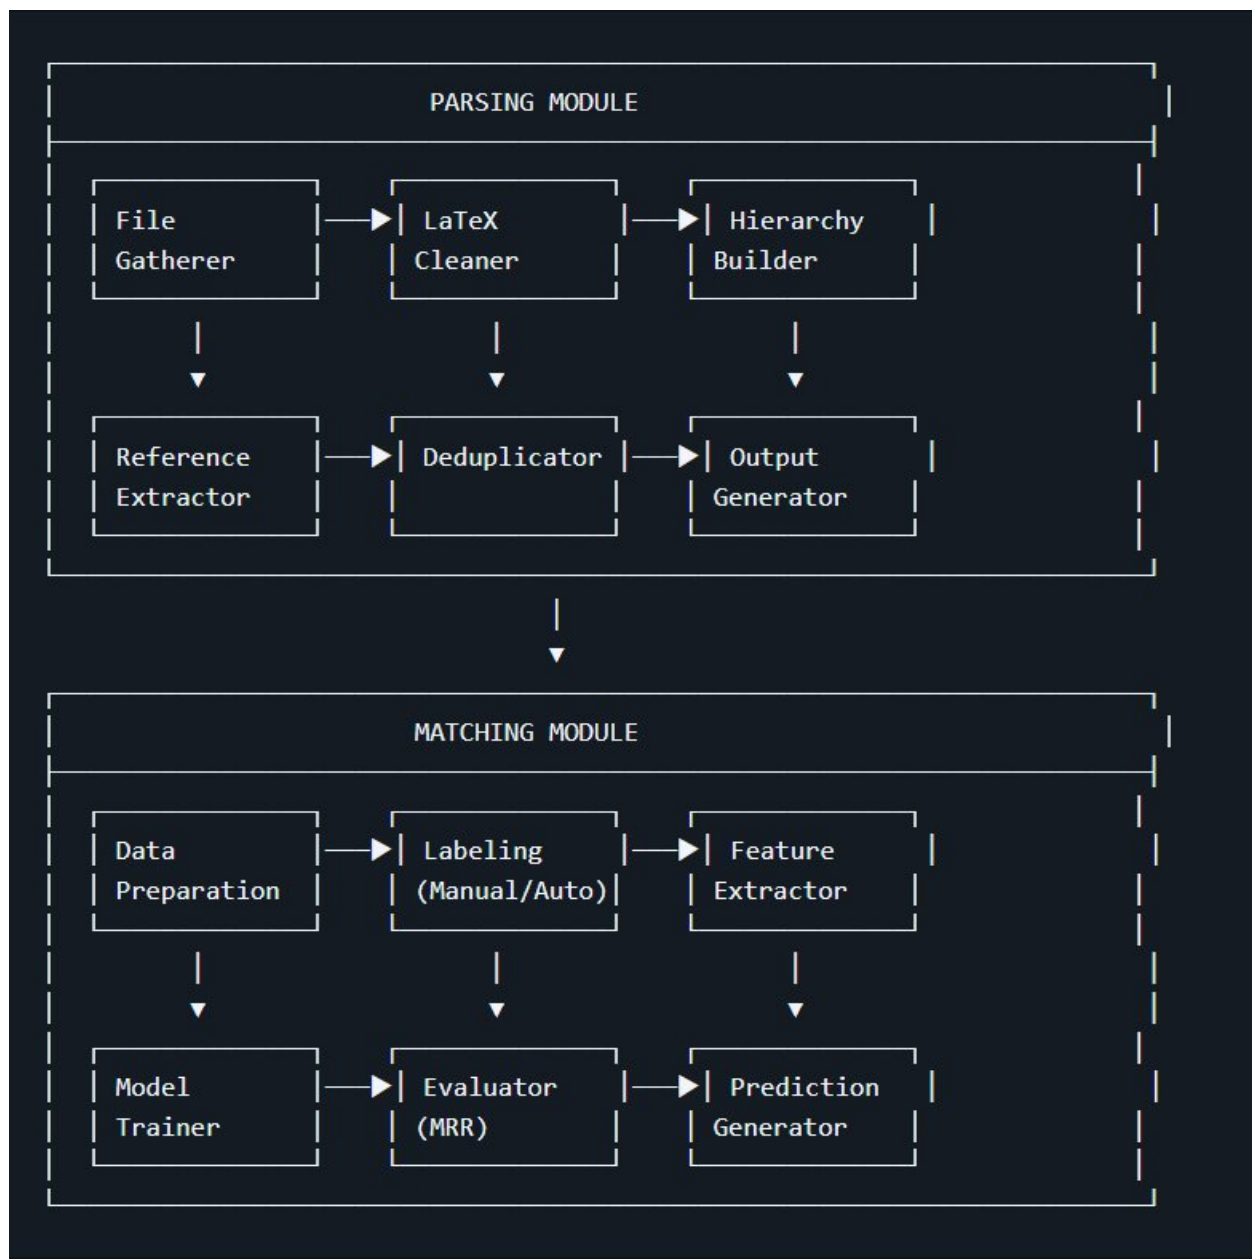 PARSING MODULE
File LaTeX Hierarchy
Gatherer Cleaner Builder
Reference Deduplicator Output
Extractor Generator
MATCHING MODULE
Data Labeling Feature
Preparation (Manual/Auto) Extractor
Model Evaluator Prediction
Trainer (MRR) Generator